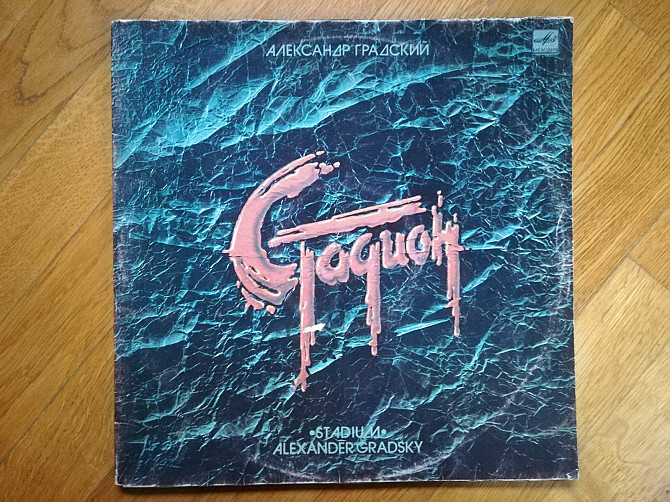 АЛЕКСАНДР ГРАДСКИЙ
Стадион
•STADIUM•
ALEXANDER GRADSKY